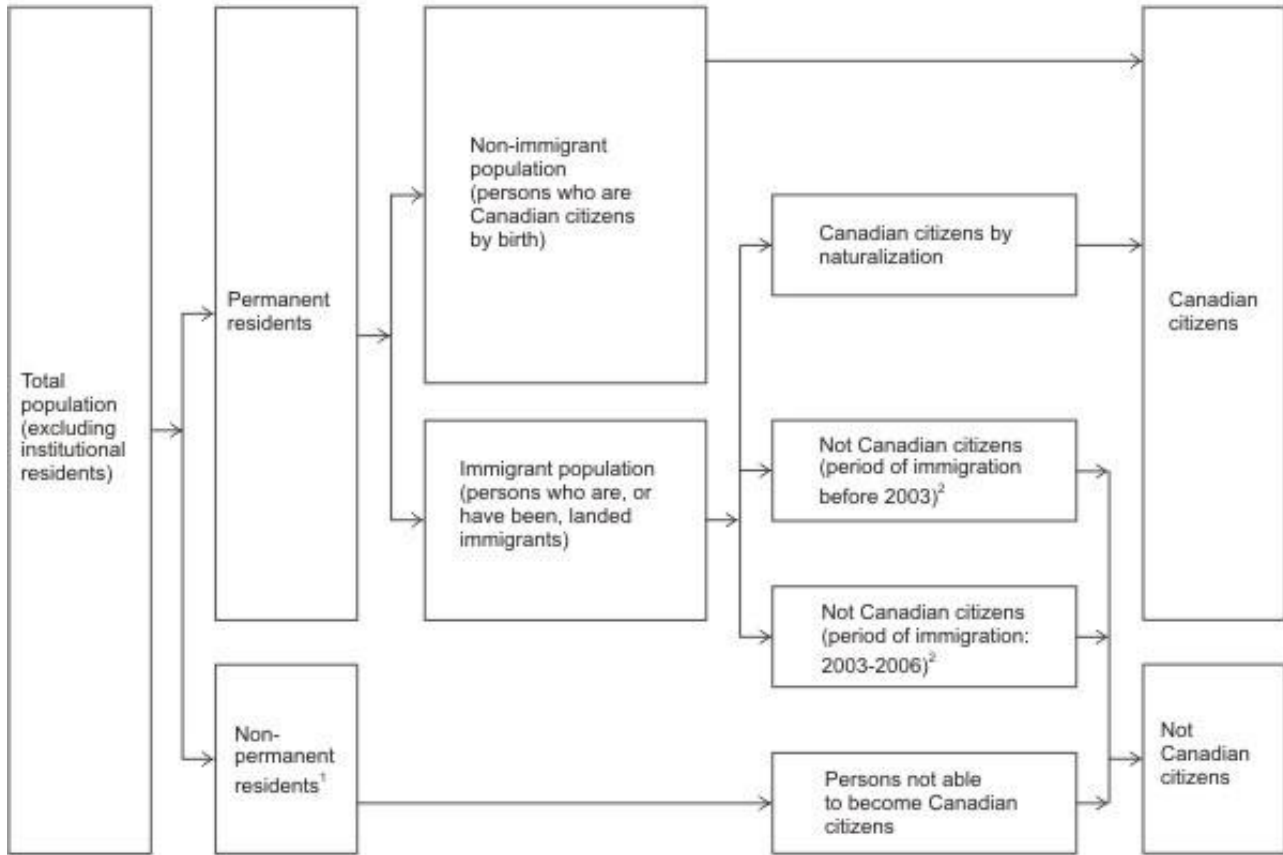 Total
population
(excluding
institutional
residents)
Permanent
residents
Non-
permanent
residents¹
Non-immigrant
population
(persons who are
Canadian citizens
by birth)
Immigrant population
(persons who are, or
have been, landed
immigrants)
Canadian citizens by
naturalization
Not Canadian citizens
(period of immigration
before 2003)²
Not Canadian citizens
(period of immigration:
2003-2006)²
Persons not able
to become Canadian
citizens
Canadian
citizens
Not
Canadian
citizens